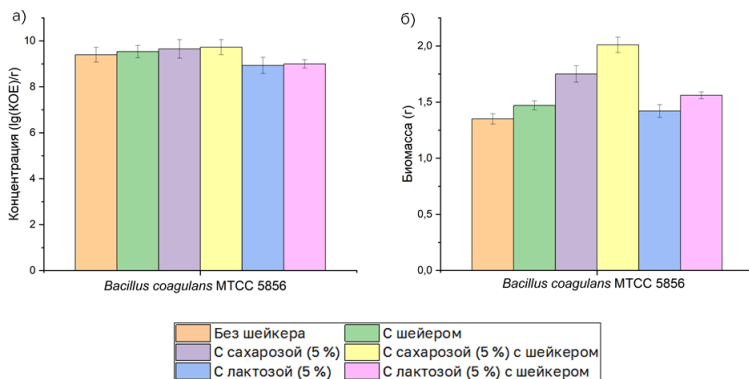 а)
Концентрация (lg(КОЕ)/г)
10
8
6
4
2
0
Bacillus coagulans МТСС 5856
б)
Биомасса (г)
2,0
1,5
1,0
0,5
0,0
Bacillus coagulans МТСС 5856
Без шейкера
С шейером
С сахарозой (5 %)
С сахарозой (5 %) с шейкером
С лактозой (5 %)
С лактозой (5 %) с шейкером